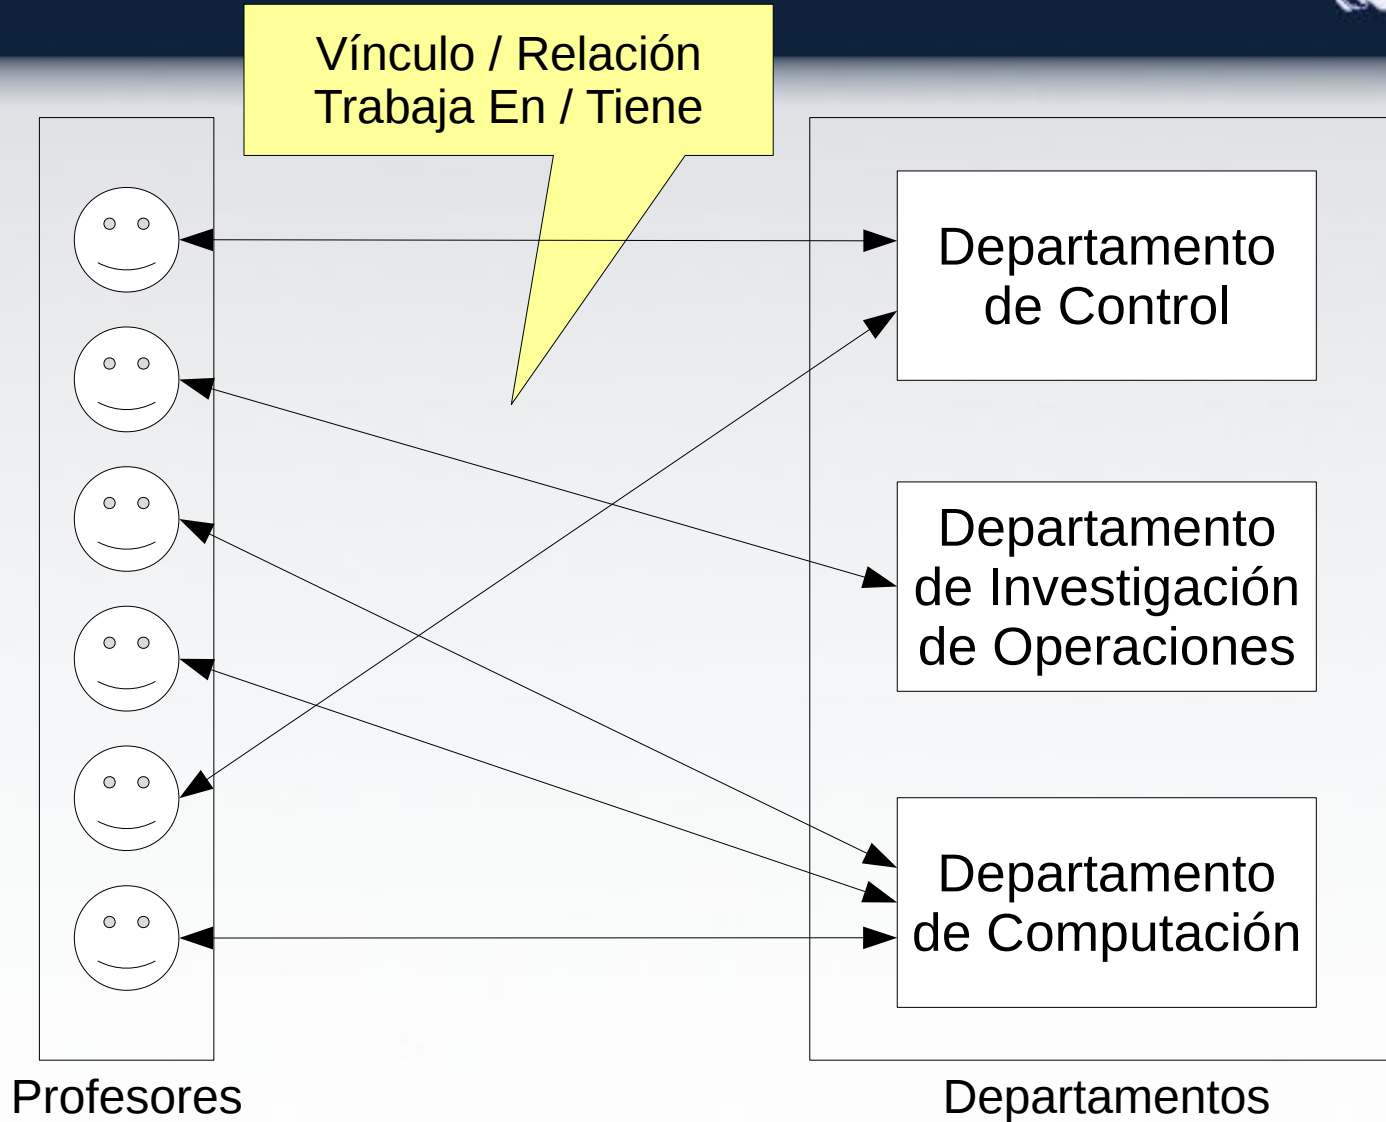 Vínculo / Relación
Trabaja En / Tiene
Departamento
de Control
Departamento
de Investigación
de Operaciones
Departamento
de Computación
Profesores
Departamentos